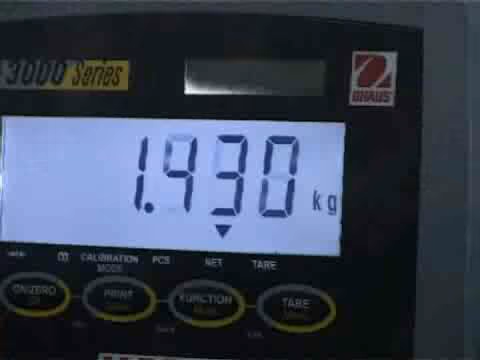 3000 Series
OHAUS
1.930 kg
CALIBRATION PCS NET TARE
MODE
ON/ZERO PRINT FUNCTION TARE